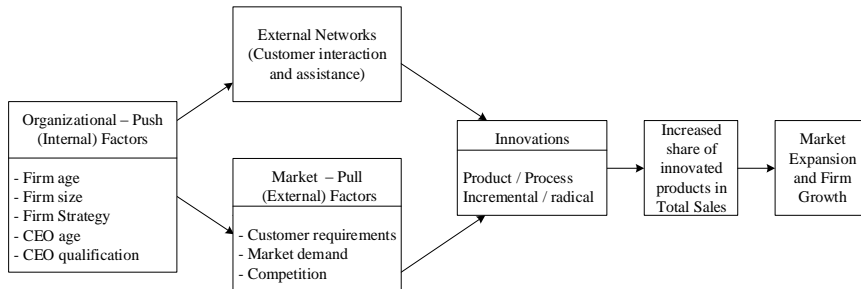 External Networks
(Customer interaction
and assistance)
Organizational – Push
(Internal) Factors
- Firm age
- Firm size
- Firm Strategy
- CEO age
- CEO qualification
Market – Pull
(External) Factors
- Customer requirements
- Market demand
- Competition
Innovations
Product / Process
Incremental / radical
Increased
share of
innovated
products in
Total Sales
Market
Expansion
and Firm
Growth